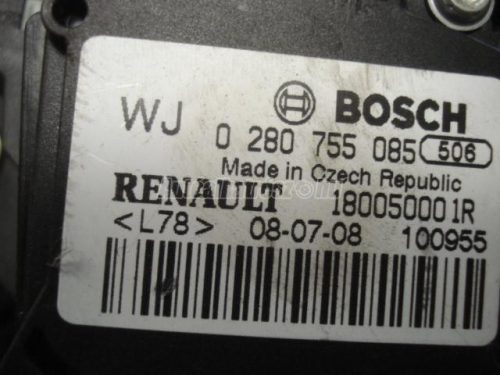 BOSCH
WJ 0 280 755 085 506
Made in Czech Republic
RENAULT 180050001R
<L78> 08-07-08 100955